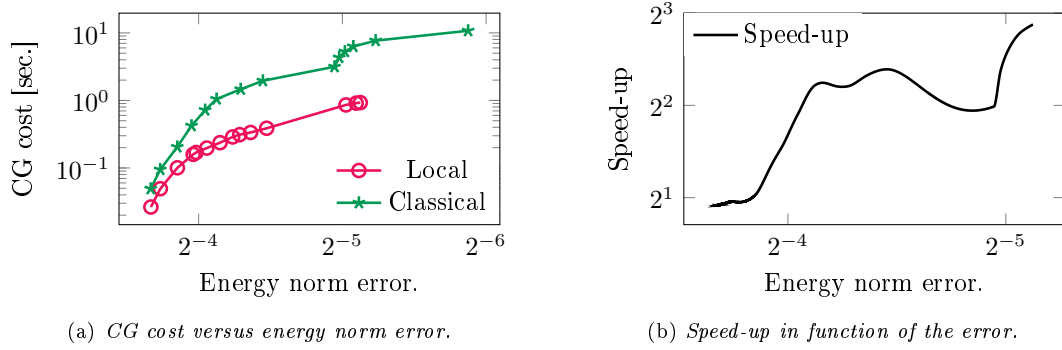 10^1
10^0
10^{-1}
CG cost [sec.]
Local
Classical
2^{-4}
2^{-5}
2^{-6}
Energy norm error.
(a) CG cost versus energy norm error.
2^3
2^2
2^1
Speed-up
Speed-up
2^{-4}
2^{-5}
Energy norm error.
(b) Speed-up in function of the error.